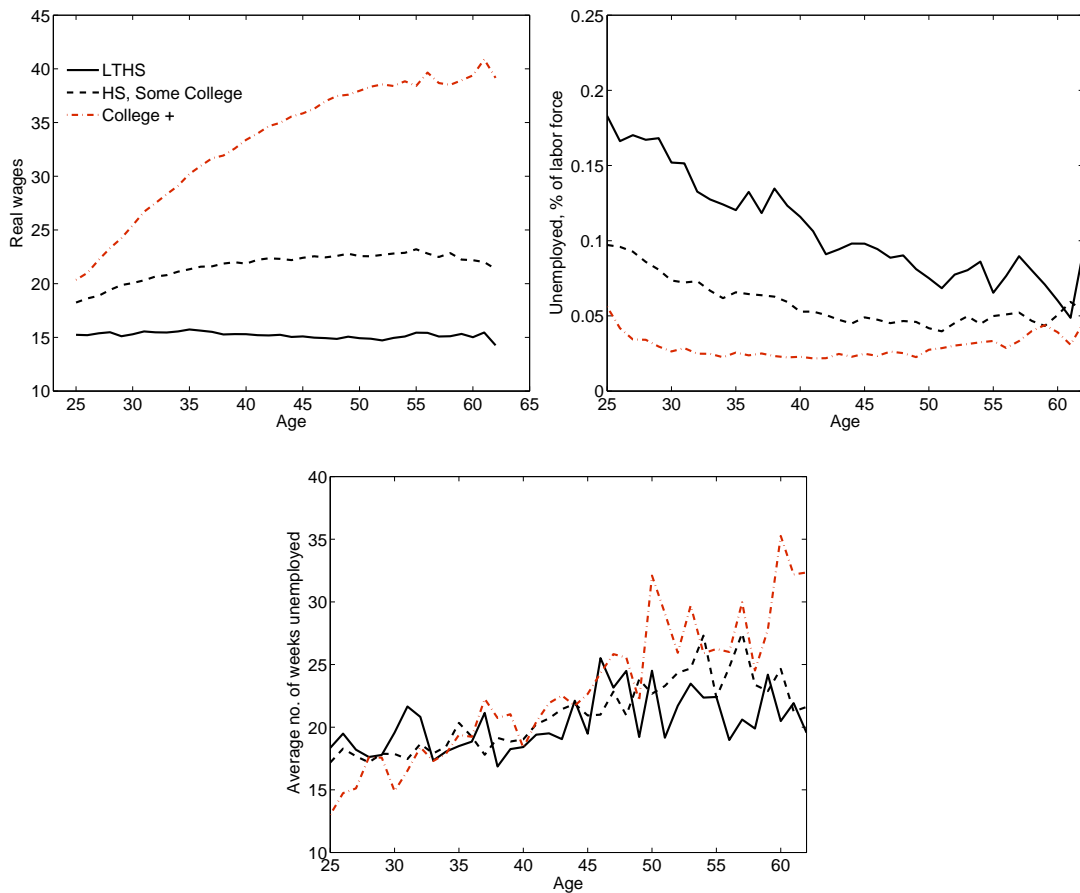 45
40
35
30
25
20
15
10
Real wages
LTHS
HS, Some College
College +
25 30 35 40 45 50 55 60 65
Age
0.25
0.2
0.15
0.1
0.05
0
Unemployed, % of labor force
25 30 35 40 45 50 55 60
Age
40
35
30
25
20
15
10
Average no. of weeks unemployed
25 30 35 40 45 50 55 60
Age